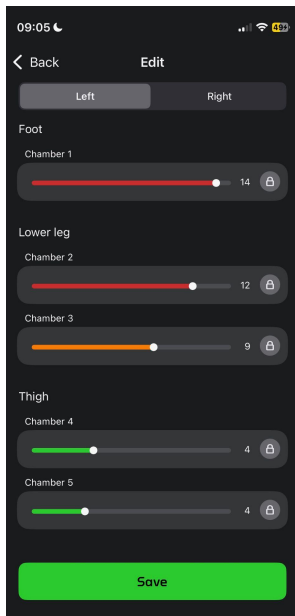 09:05
49
Back Edit
Left Right
Foot
Chamber 1
14
Lower leg
Chamber 2
12
Chamber 3
9
Thigh
Chamber 4
4
Chamber 5
4
Save